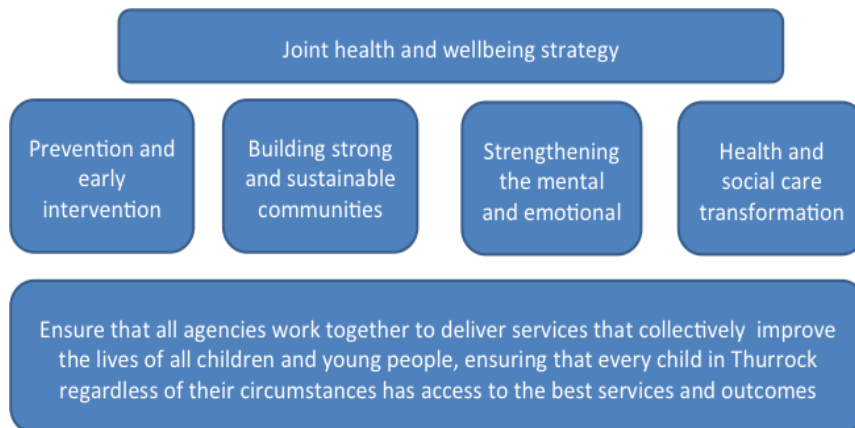 Joint health and wellbeing strategy
Prevention and
early
intervention
Building strong
and sustainable
communities
Strengthening
the mental
and emotional
Health and
social care
transformation
Ensure that all agencies work together to deliver services that collectively improve
the lives of all children and young people, ensuring that every child in Thurrock
regardless of their circumstances has access to the best services and outcomes